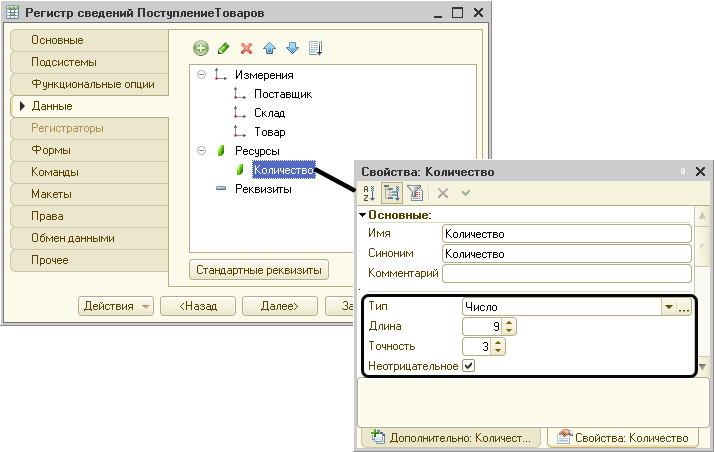 Регистр сведений ПоступлениеТоваров
Основные
Подсистемы
Функциональные опции
Данные
Регистраторы
Формы
Команды
Макеты
Права
Обмен данными
Прочее
Измерения
Поставщик
Склад
Товар
Ресурсы
Количество
Реквизиты
Стандартные реквизиты
Действия
<Назад
Далее>
За
Свойства: Количество
Основные:
Имя Количество
Синоним Количество
Комментарий
Тип Число ...
Длина 9
Точность 3
Неотрицательное
Дополнительно: Количест...
Свойства: Количество